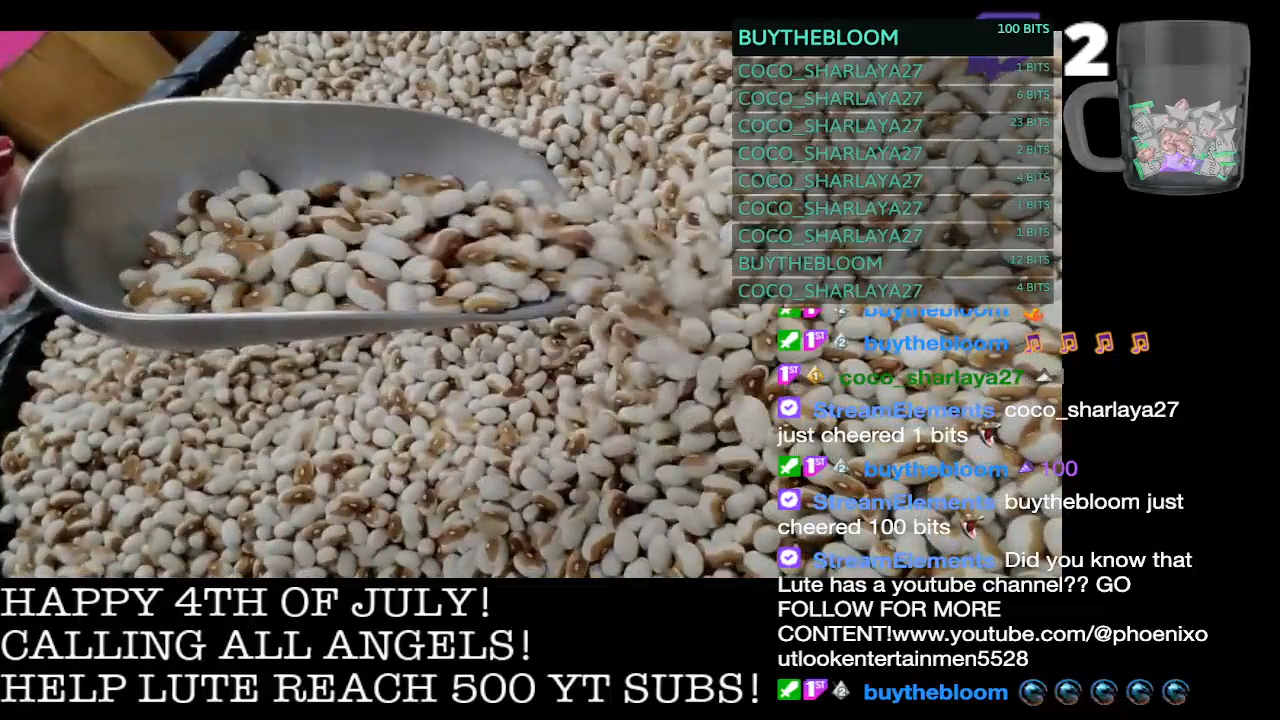 BUYTHEBLOOM 100 BITS
COCO_SHARLAYA27 1 BITS
COCO_SHARLAYA27 6 BITS
COCO_SHARLAYA27 23 BITS
COCO_SHARLAYA27 2 BITS
COCO_SHARLAYA27 4 BITS
COCO_SHARLAYA27 BITS
COCO_SHARLAYA27 1 BITS
BUYTHEBLOOM 12 BITS
COCO_SHARLAYA27 4 BITS
2
buythebloom
buythebloom
coco_sharlaya27
StreamElements coco_sharlaya27
just cheered 1 bits
buythebloom 100
StreamElements buythebloom just
cheered 100 bits
StreamElements Did you know that
Lute has a youtube channel?? GO
FOLLOW FOR MORE
CONTENT!www.youtube.com/@phoenixo
utlookentertainmen5528
buythebloom
HAPPY 4TH OF JULY!
CALLING ALL ANGELS!
HELP LUTE REACH 500 YT SUBS!